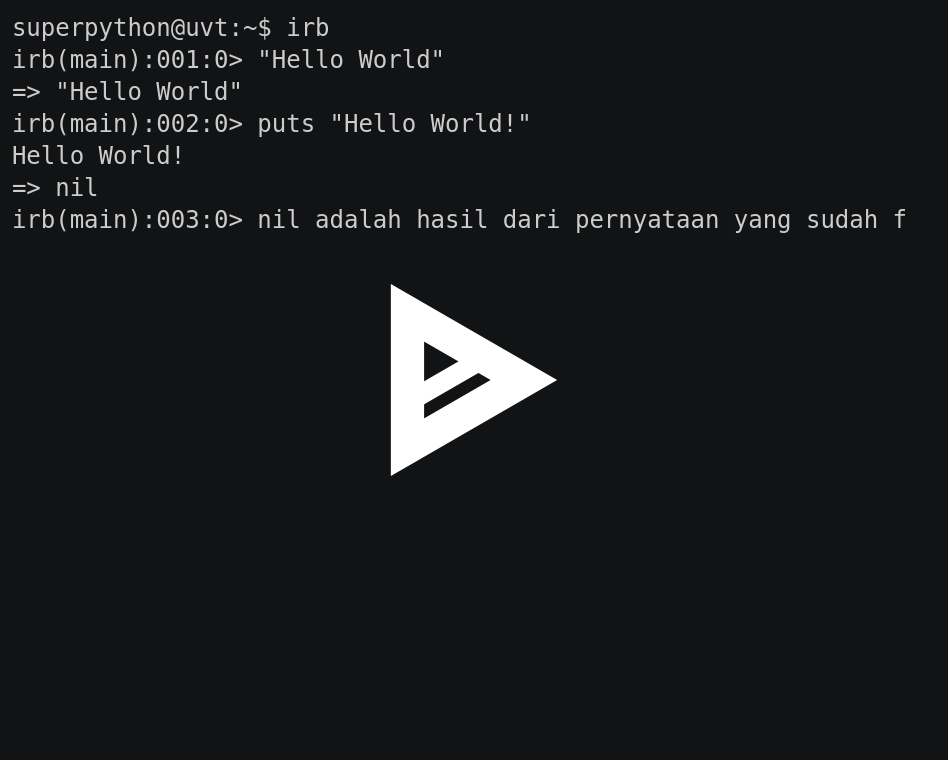 superpython@uvt:~$ irb
irb(main):001:0> "Hello World"
=> "Hello World"
irb(main):002:0> puts "Hello World!"
Hello World!
=> nil
irb(main):003:0> nil adalah hasil dari pernyataan yang sudah f